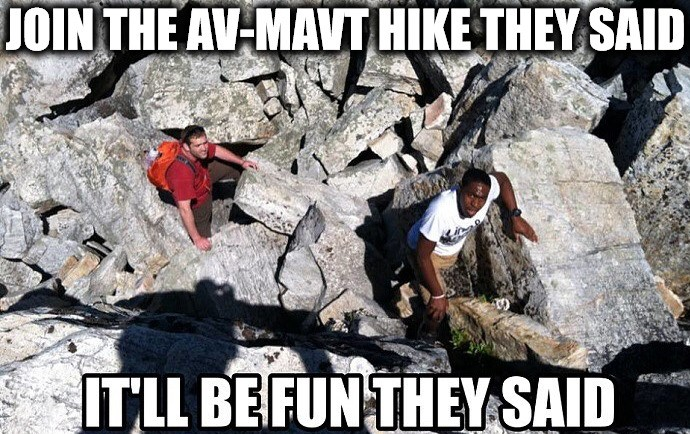 JOIN THE AV-MAVT HIKE THEY SAID
IT'LL BE FUN THEY SAID